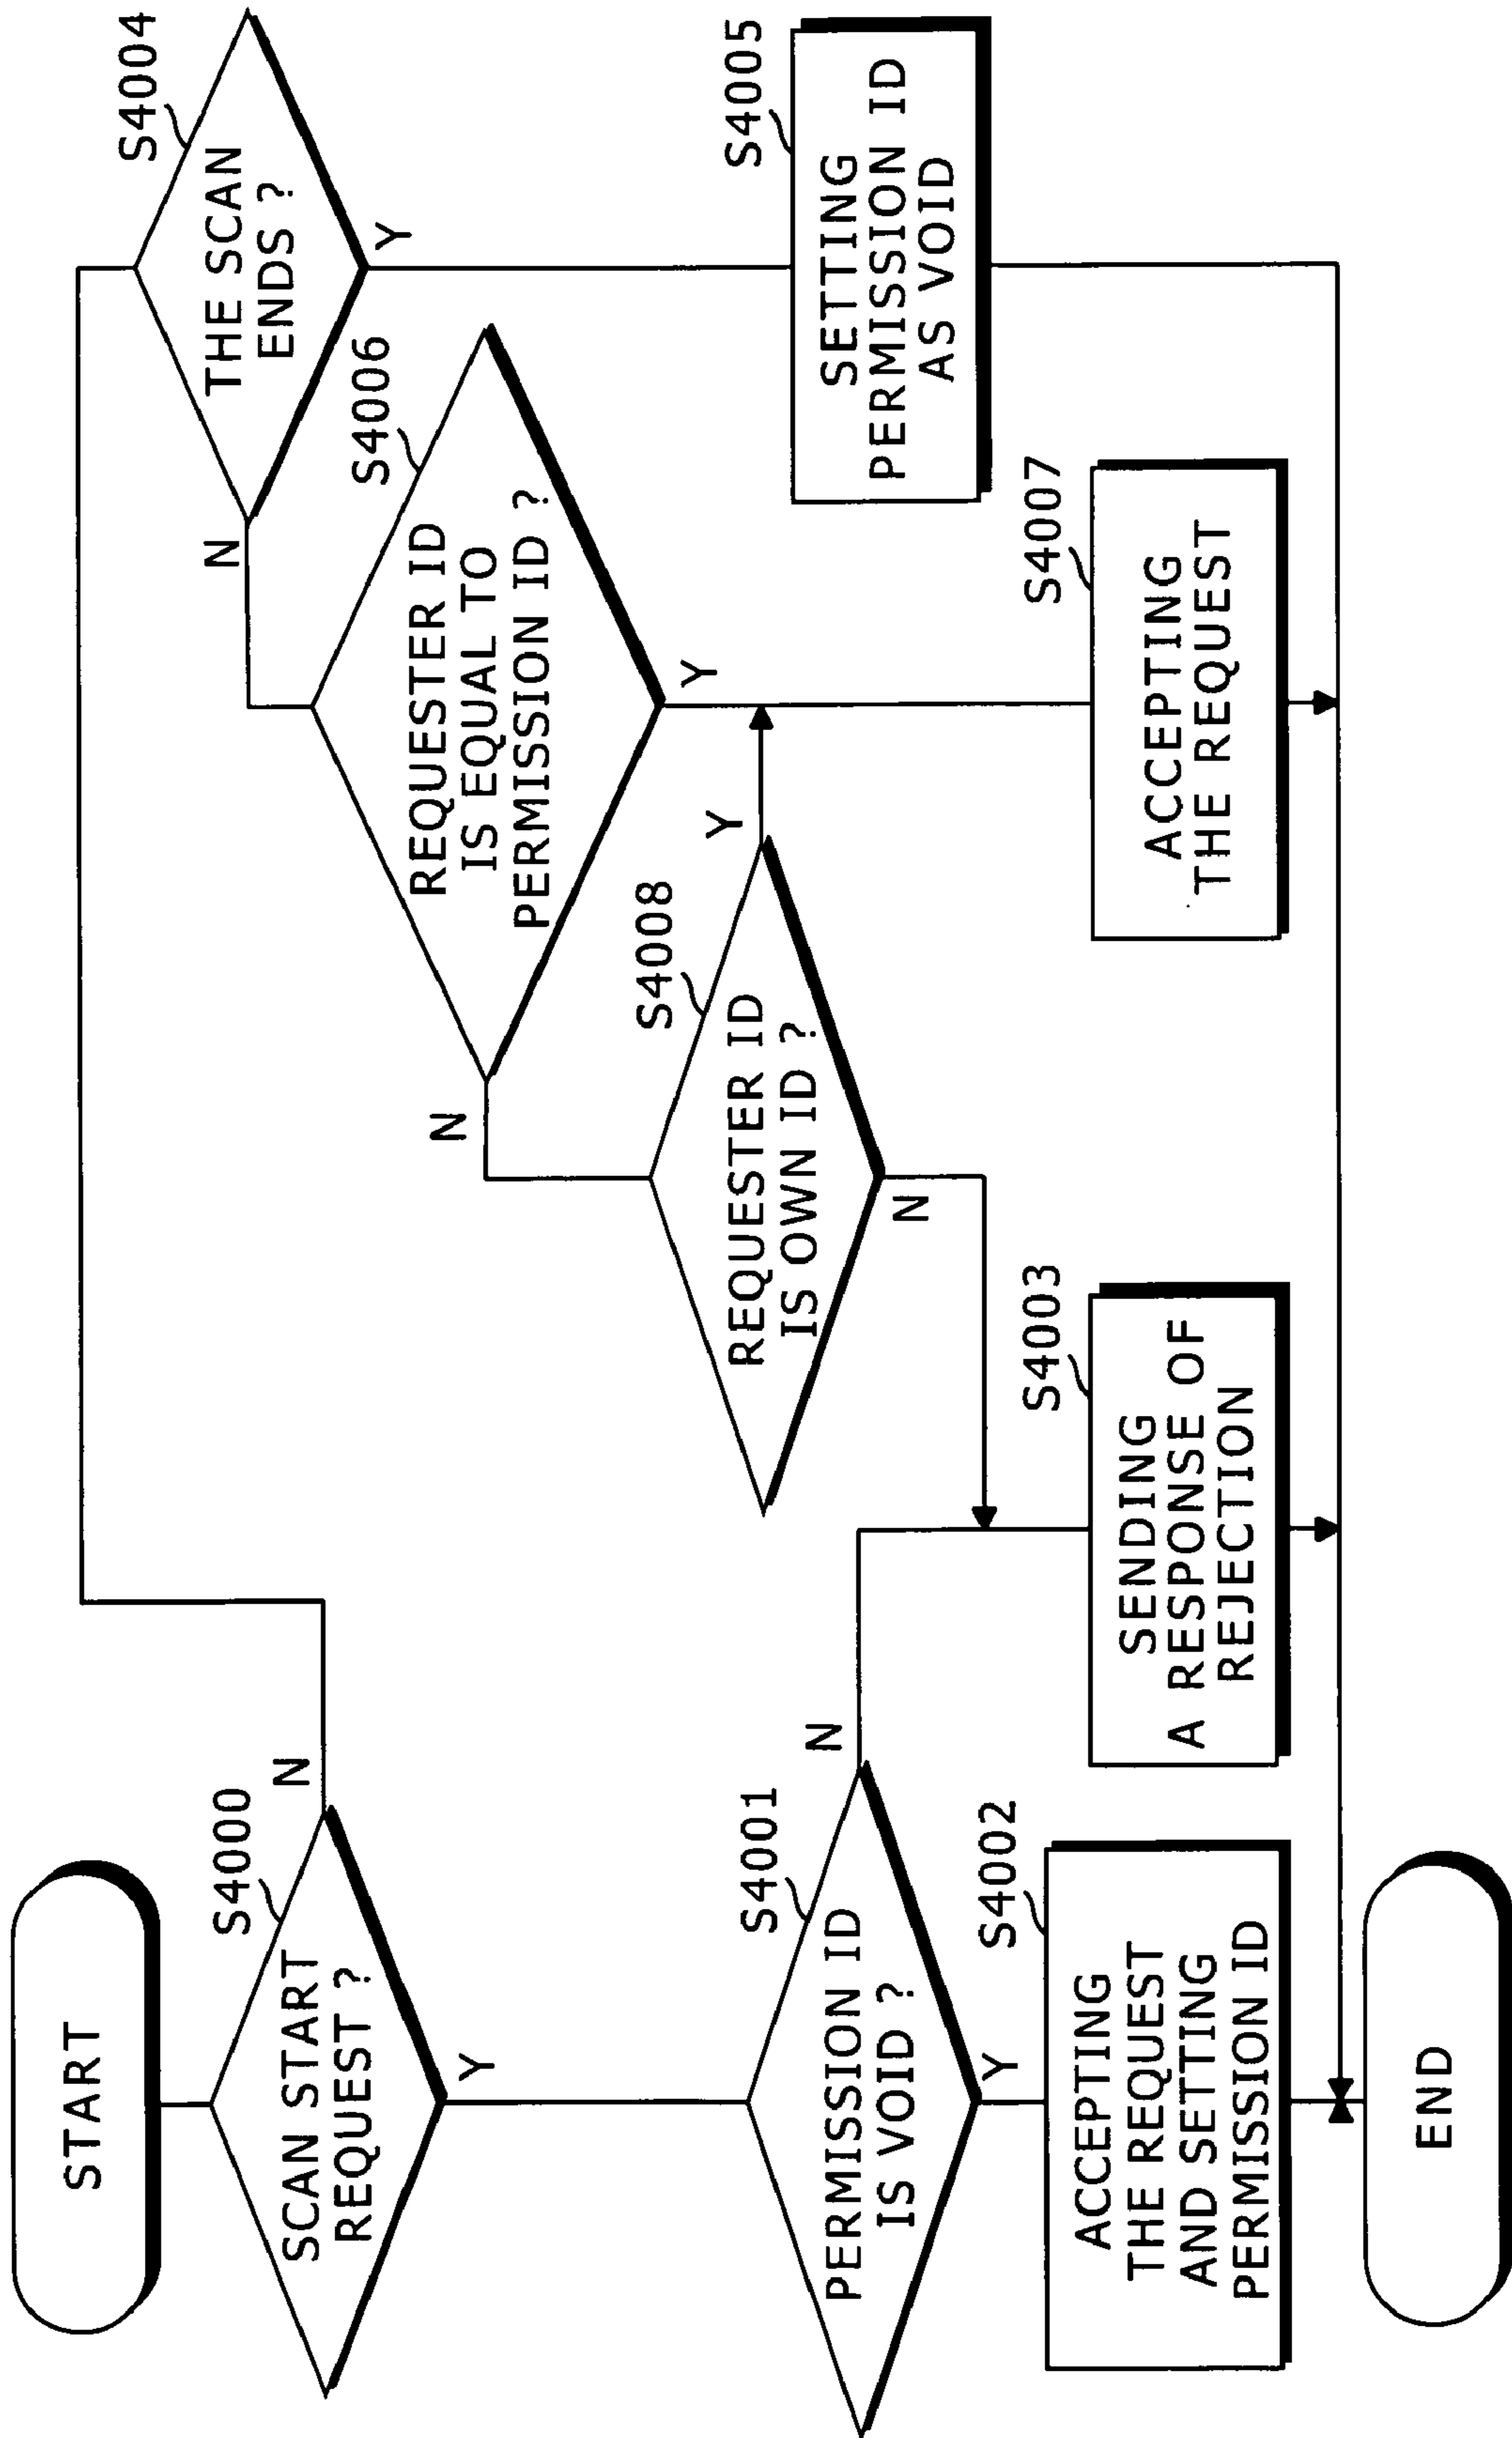 START
S4000
SCAN START
REQUEST ?
N
Y
S4001
PERMISSION ID
IS VOID ?
N
Y
S4002
ACCEPTING
THE REQUEST
AND SETTING
PERMISSION ID
S4003
SENDING
A RESPONSE OF
REJECTION
S4004
THE SCAN
ENDS ?
N
Y
S4005
SETTING
PERMISSION ID
AS VOID
S4006
REQUESTER ID
IS EQUAL TO
PERMISSION ID ?
N
Y
S4007
ACCEPTING
THE REQUEST
S4008
REQUESTER ID
IS OWN ID ?
Y
N
END